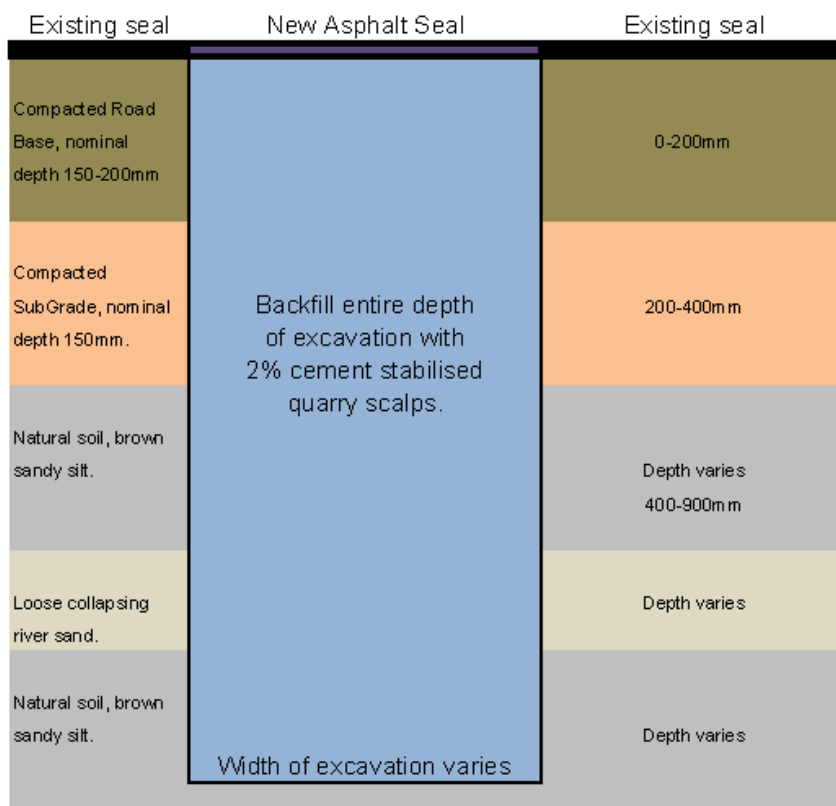 Existing seal
New Asphalt Seal
Existing seal
Compacted Road
Base, nominal
depth 150-200mm
0-200mm
Compacted
SubGrade, nominal
depth 150mm.
Backfill entire depth
of excavation with
2% cement stabilised
quarry scalps.
200-400mm
Natural soil, brown
sandy silt.
Depth varies
400-900mm
Loose collapsing
river sand.
Depth varies
Natural soil, brown
sandy silt.
Width of excavation varies
Depth varies